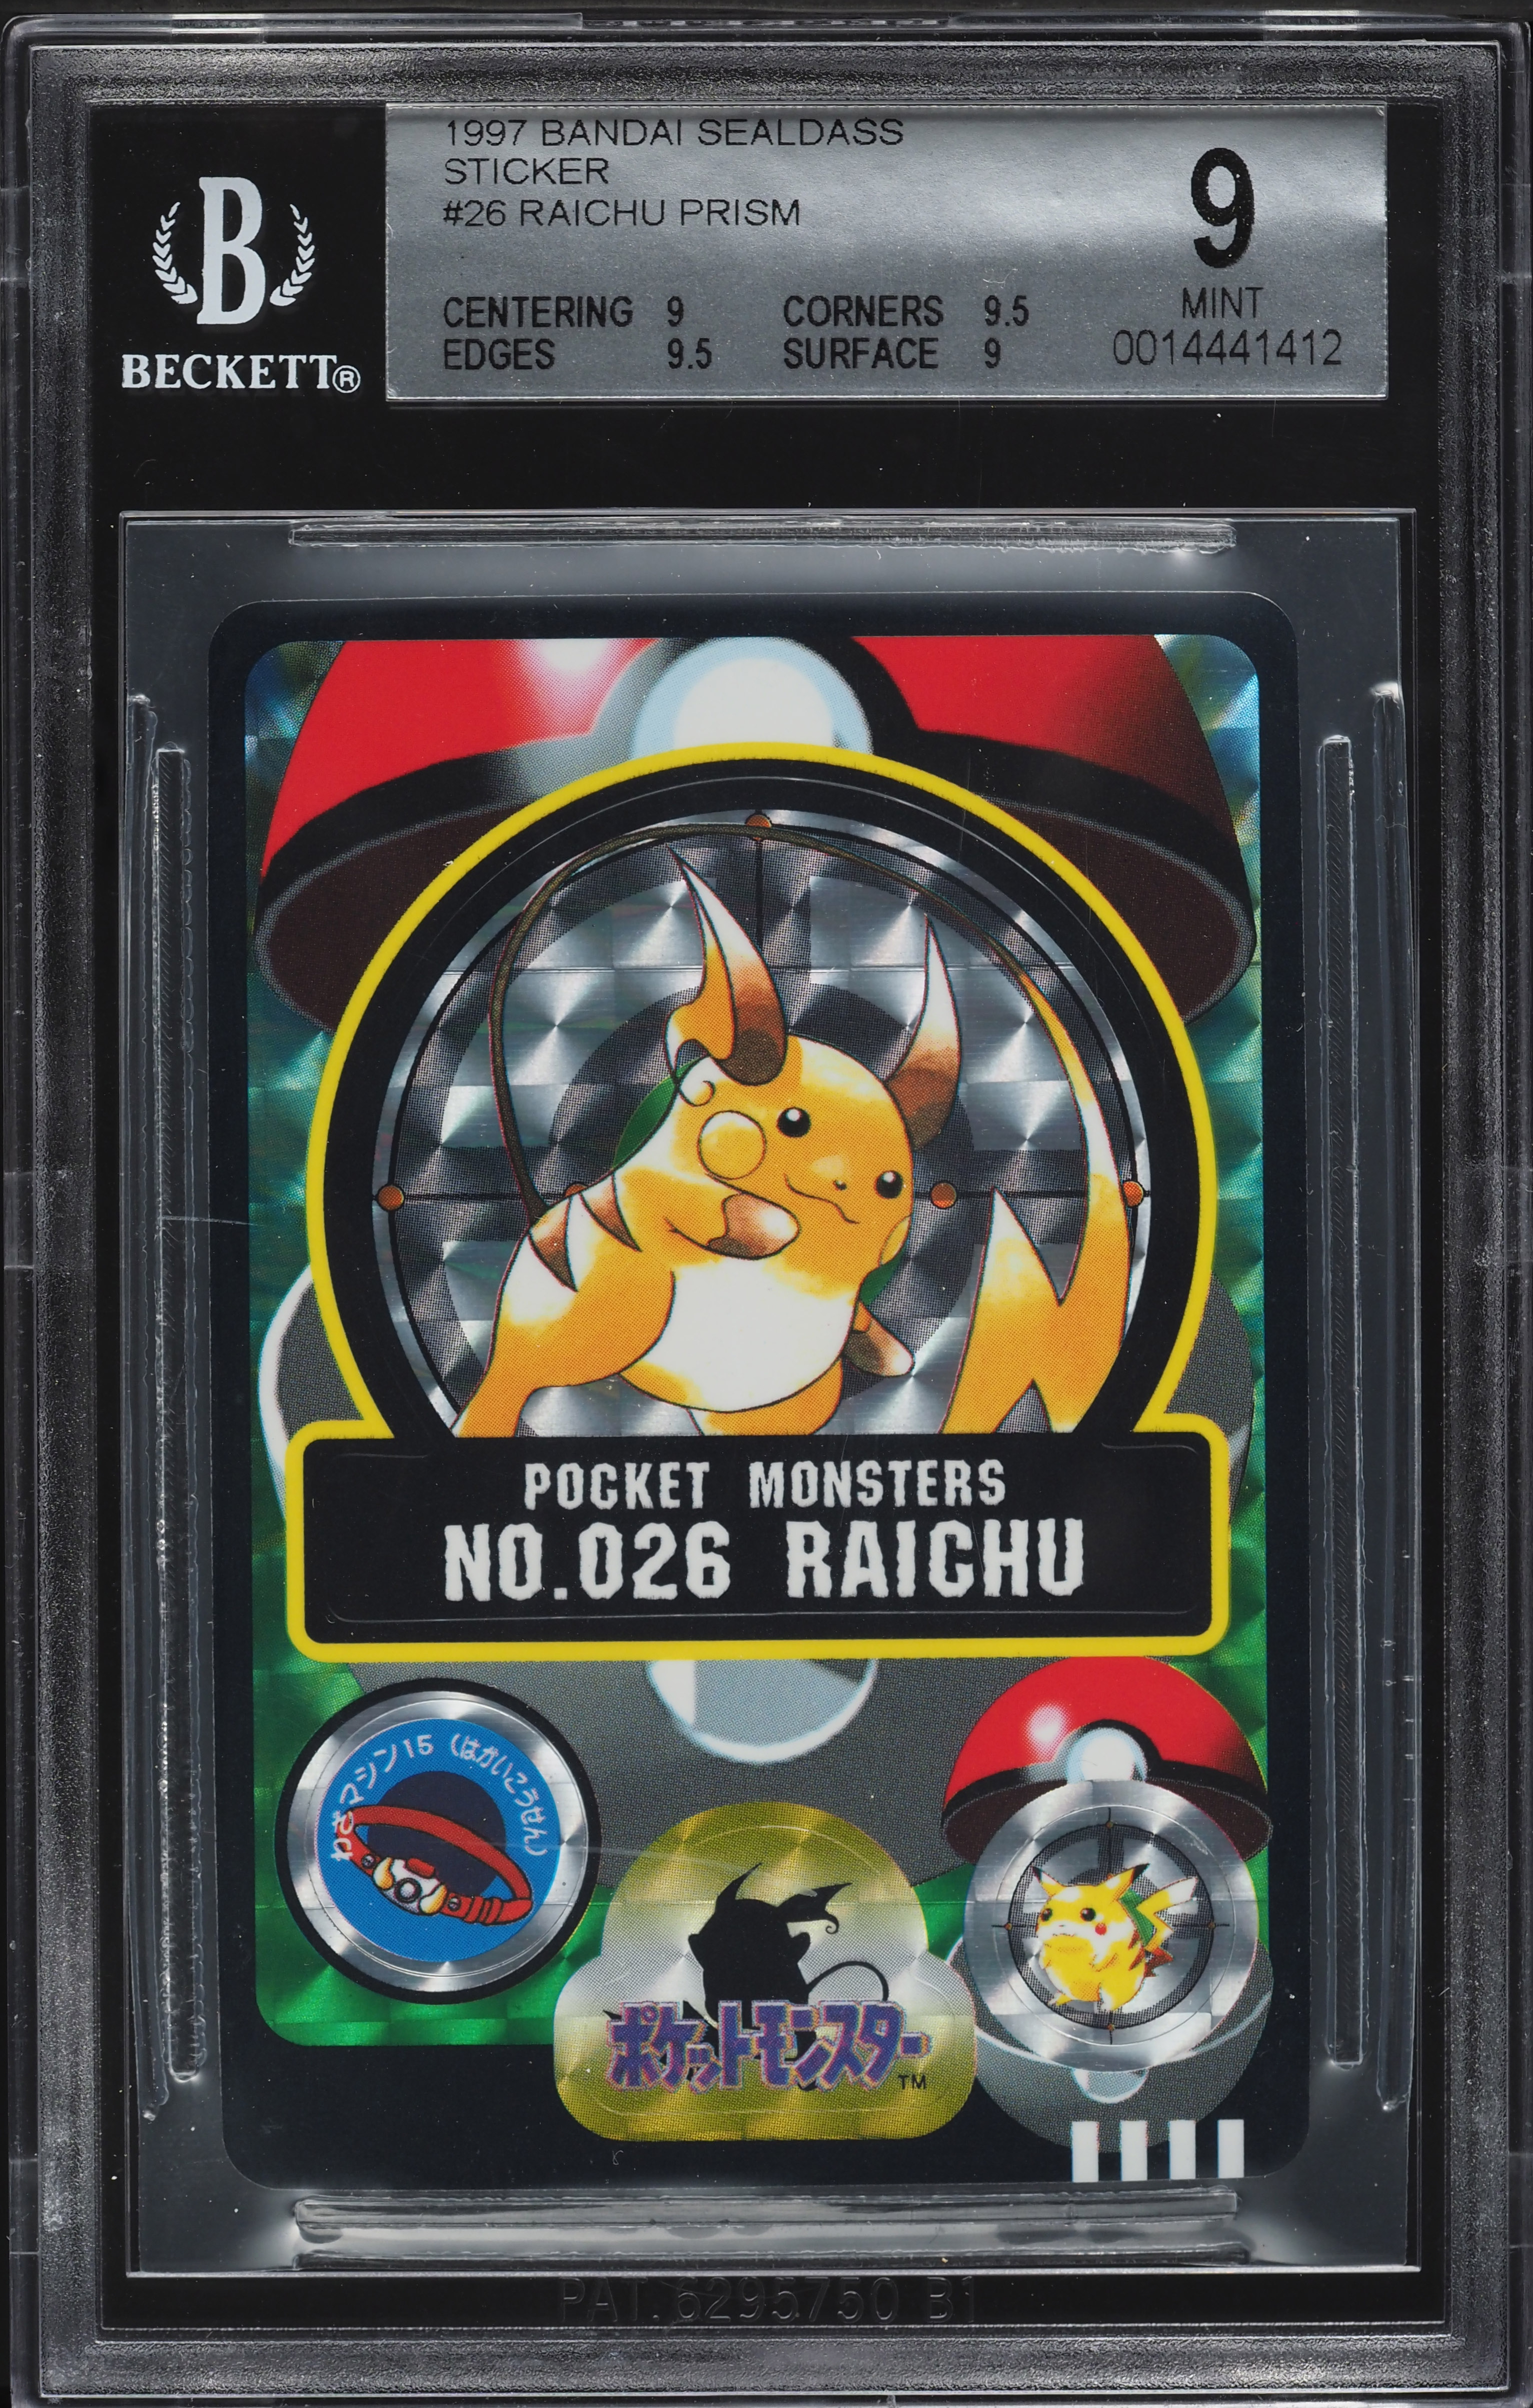 1997 BANDAI SEALDASS
STICKER
#26 RAICHU PRISM
9
CENTERING 9 CORNERS 9.5
MINT
EDGES 9.5 SURFACE 9
0014441412
B
BECKETT®
POCKET MONSTERS
NO.026 RAICHU
わざマシン15 (はかいこうせん)
ポケットモンスター TM
PAT. 6295750 B1